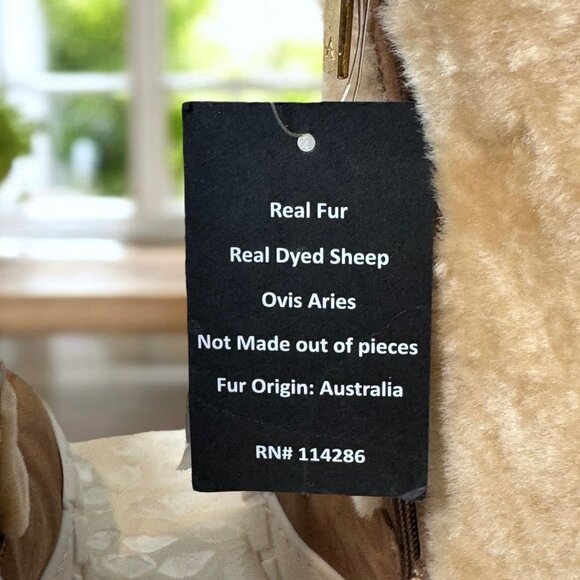 Real Fur
Real Dyed Sheep
Ovis Aries
Not Made out of pieces
Fur Origin: Australia
RN# 114286